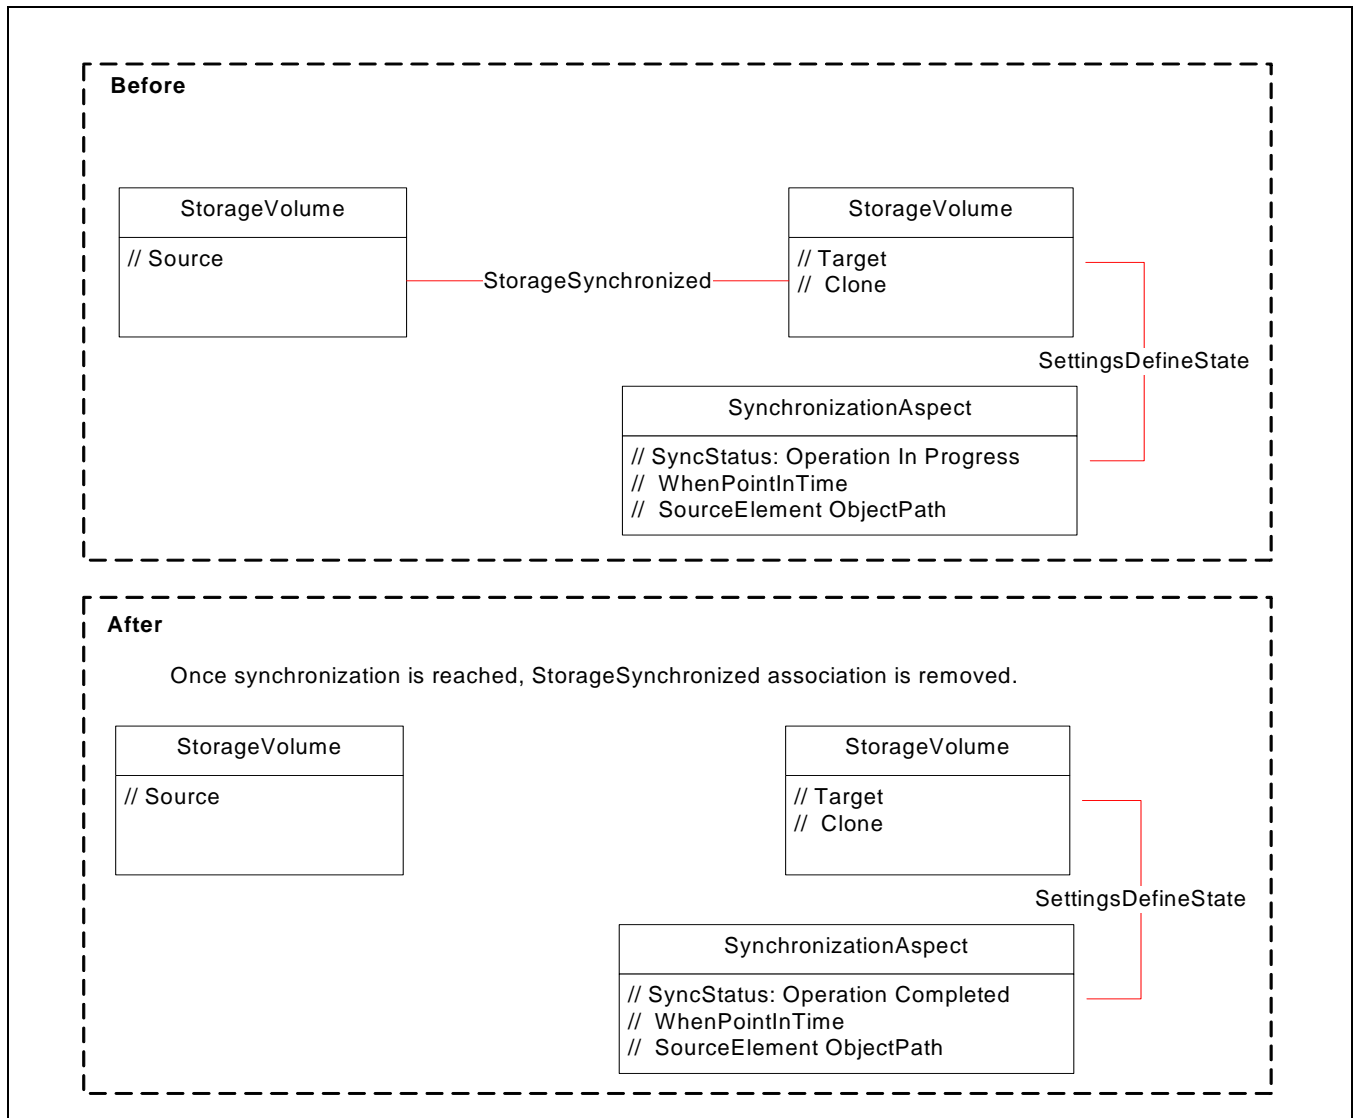 Before
StorageVolume
// Source
StorageSynchronized
StorageVolume
// Target
// Clone
SettingsDefineState
SynchronizationAspect
// SyncStatus: Operation In Progress
// WhenPointInTime
// SourceElement ObjectPath
After
Once synchronization is reached, StorageSynchronized association is removed.
StorageVolume
// Source
StorageVolume
// Target
// Clone
SettingsDefineState
SynchronizationAspect
// SyncStatus: Operation Completed
// WhenPointInTime
// SourceElement ObjectPath